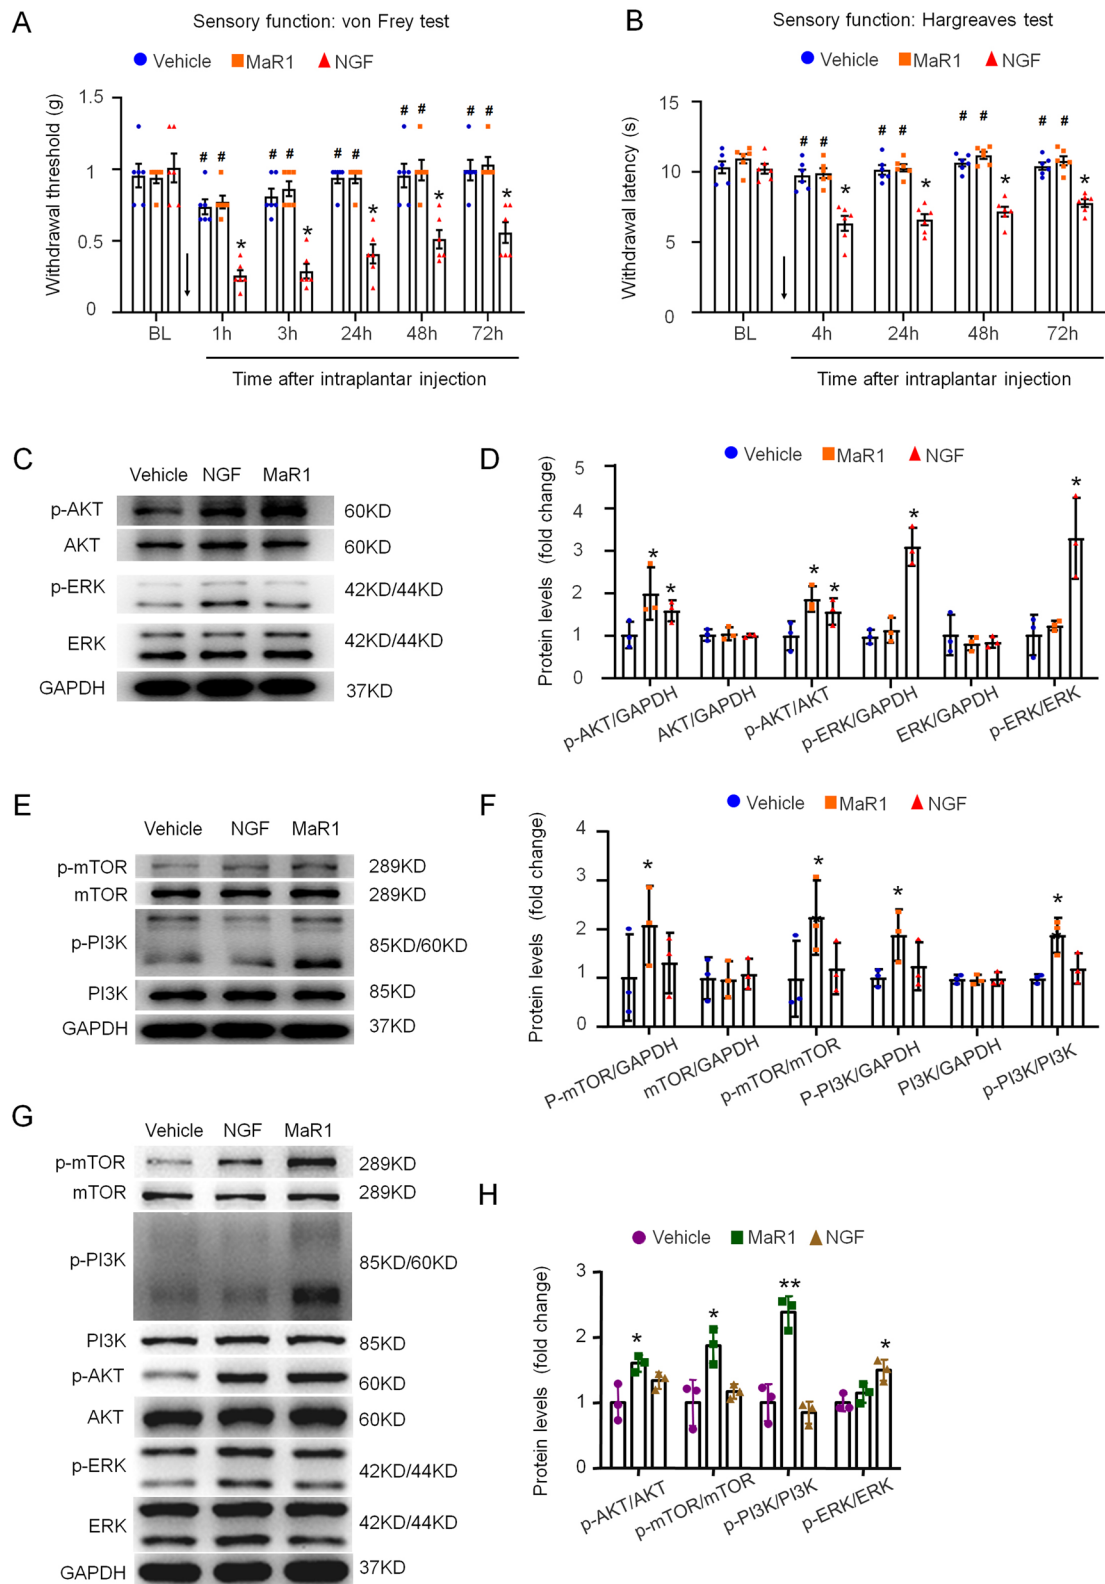 A
Sensory function: von Frey test
Vehicle MaR1 NGF
Withdrawal threshold (g)
1.5
1
0.5
0
# # # # # # # # # #
* * * * *
BL 1h 3h 24h 48h 72h
Time after intraplantar injection
B
Sensory function: Hargreaves test
Vehicle MaR1 NGF
Withdrawal latency (s)
15
10
5
0
# # # # # # # #
* * * *
BL 4h 24h 48h 72h
Time after intraplantar injection
C
Vehicle NGF MaR1
p-AKT 60KD
AKT 60KD
p-ERK 42KD/44KD
ERK 42KD/44KD
GAPDH 37KD
D
Vehicle MaR1 NGF
Protein levels (fold change)
5
4
3
2
1
0
* * * * * *
p-AKT/GAPDH AKT/GAPDH p-AKT/AKT p-ERK/GAPDH ERK/GAPDH p-ERK/ERK
E
Vehicle NGF MaR1
p-mTOR 289KD
mTOR 289KD
p-PI3K 85KD/60KD
PI3K 85KD
GAPDH 37KD
F
Vehicle MaR1 NGF
Protein levels (fold change)
4
3
2
1
0
* * * *
P-mTOR/GAPDH mTOR/GAPDH p-mTOR/mTOR P-PI3K/GAPDH PI3K/GAPDH p-PI3K/PI3K
G
Vehicle NGF MaR1
p-mTOR 289KD
mTOR 289KD
p-PI3K 85KD/60KD
PI3K 85KD
p-AKT 60KD
AKT 60KD
p-ERK 42KD/44KD
ERK 42KD/44KD
GAPDH 37KD
H
Vehicle MaR1 NGF
Protein levels (fold change)
3
2
1
0
* * ** *
p-AKT/AKT p-mTOR/mTOR p-PI3K/PI3K p-ERK/ERK